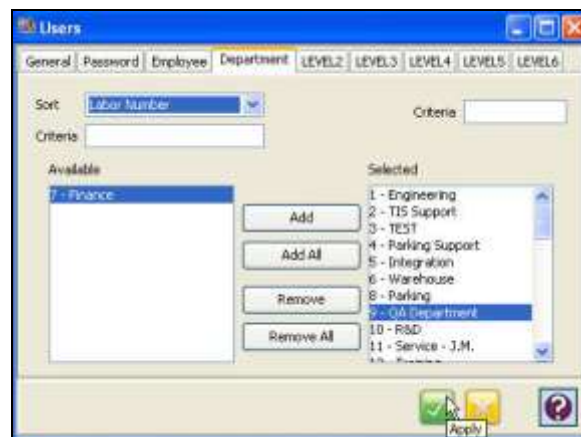 Users
General Password Employee Department LEVEL2 LEVEL3 LEVEL4 LEVEL5 LEVEL6
Sort Labor Number Criteria
Criteria
Available Selected
7 - Finance
1 - Engineering
2 - TIS Support
3 - TEST
4 - Parking Support
5 - Integration
6 - Warehouse
8 - Parking
9 - QA Department
10 - R&D
11 - Service - J.M.
Add
Add All
Remove
Remove All
Apply